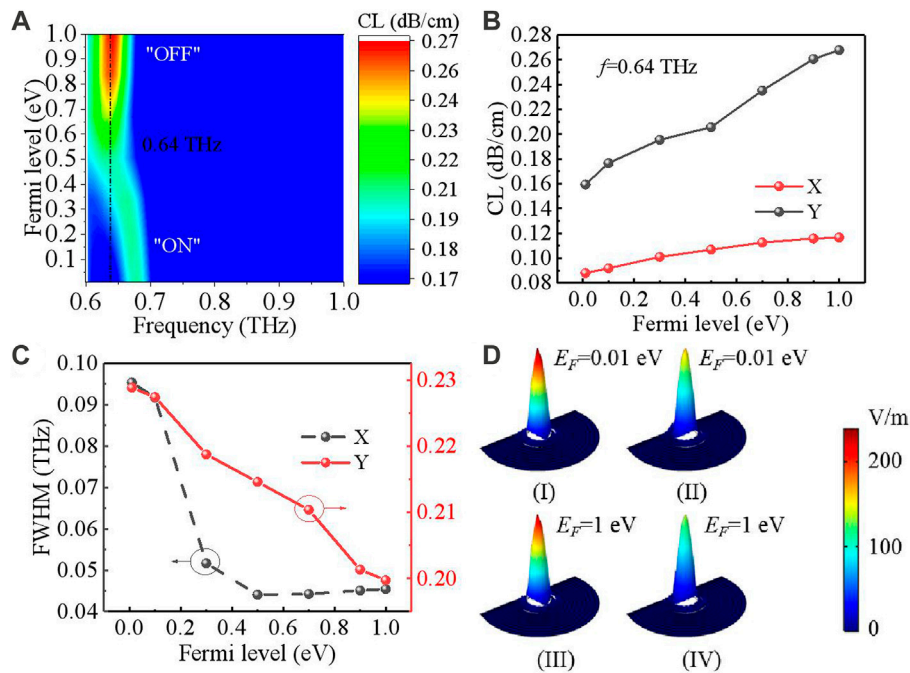 A
CL (dB/cm)
"OFF"
0.64 THz
"ON"
Fermi level (eV)
1.0
0.9
0.8
0.7
0.6
0.5
0.4
0.3
0.2
0.1
0.6 0.7 0.8 0.9 1.0
Frequency (THz)
0.27
0.26
0.25
0.24
0.23
0.22
0.21
0.20
0.19
0.18
0.17
B
f=0.64 THz
X
Y
CL (dB/cm)
0.28
0.24
0.20
0.16
0.12
0.08
0.0 0.2 0.4 0.6 0.8 1.0
Fermi level (eV)
C
X
Y
FWHM (THz)
0.10
0.09
0.08
0.07
0.06
0.05
0.04
0.23
0.22
0.21
0.20
0.0 0.2 0.4 0.6 0.8 1.0
Fermi level (eV)
D
EF=0.01 eV
EF=0.01 eV
(I)
(II)
EF=1 eV
EF=1 eV
(III)
(IV)
V/m
200
100
0